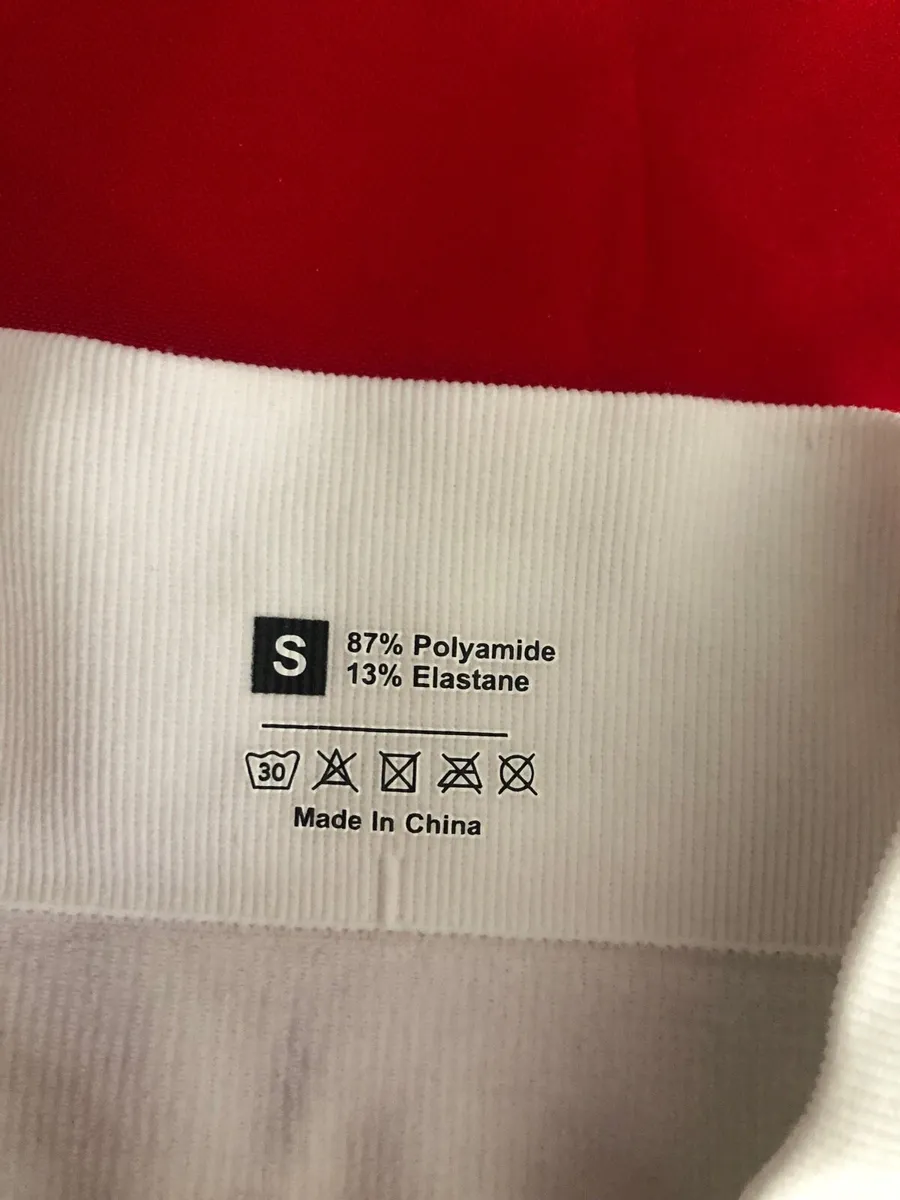 S
87% Polyamide
13% Elastane
30
Made In China